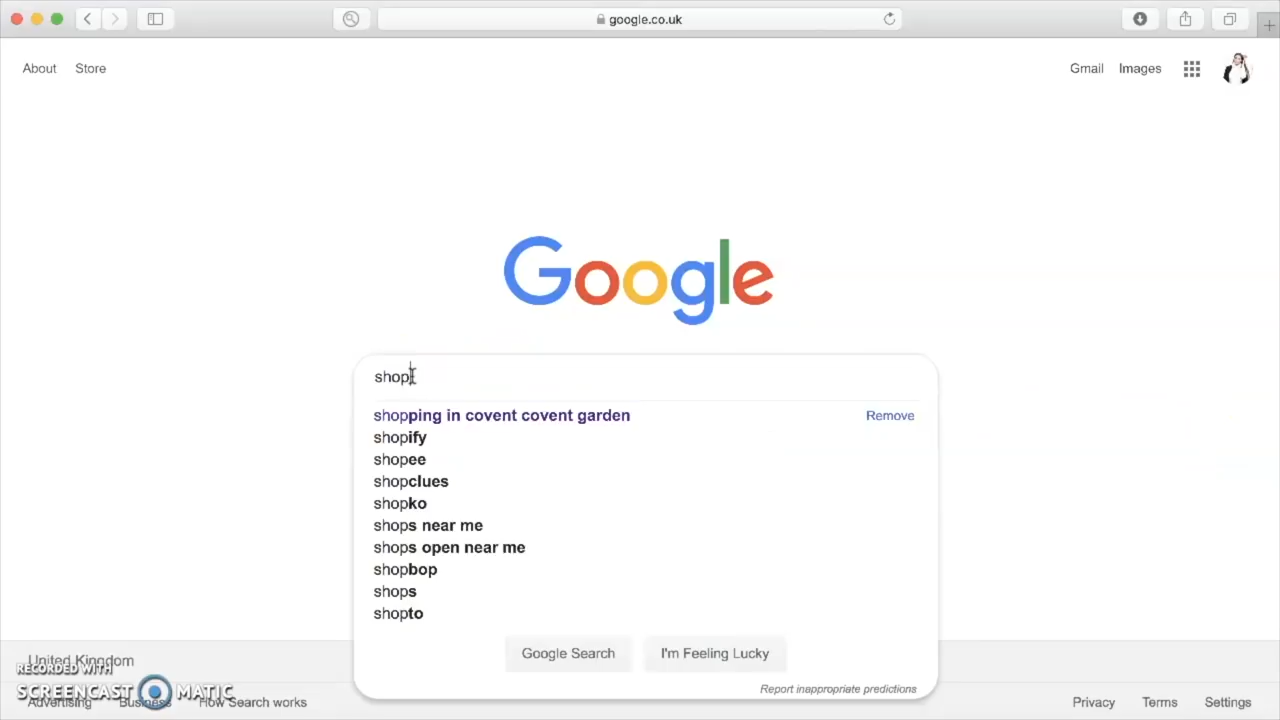 google.co.uk
About Store
Gmail Images
Google
shop
shopping in covent covent garden Remove
shopify
shopee
shopclues
shopko
shops near me
shops open near me
shopbop
shops
shopto
Google Search I'm Feeling Lucky
Report inappropriate predictions
United Kingdom
RECORDED WITH
SCREENCAST MATIC
Advertising Business How Search works
Privacy Terms Settings